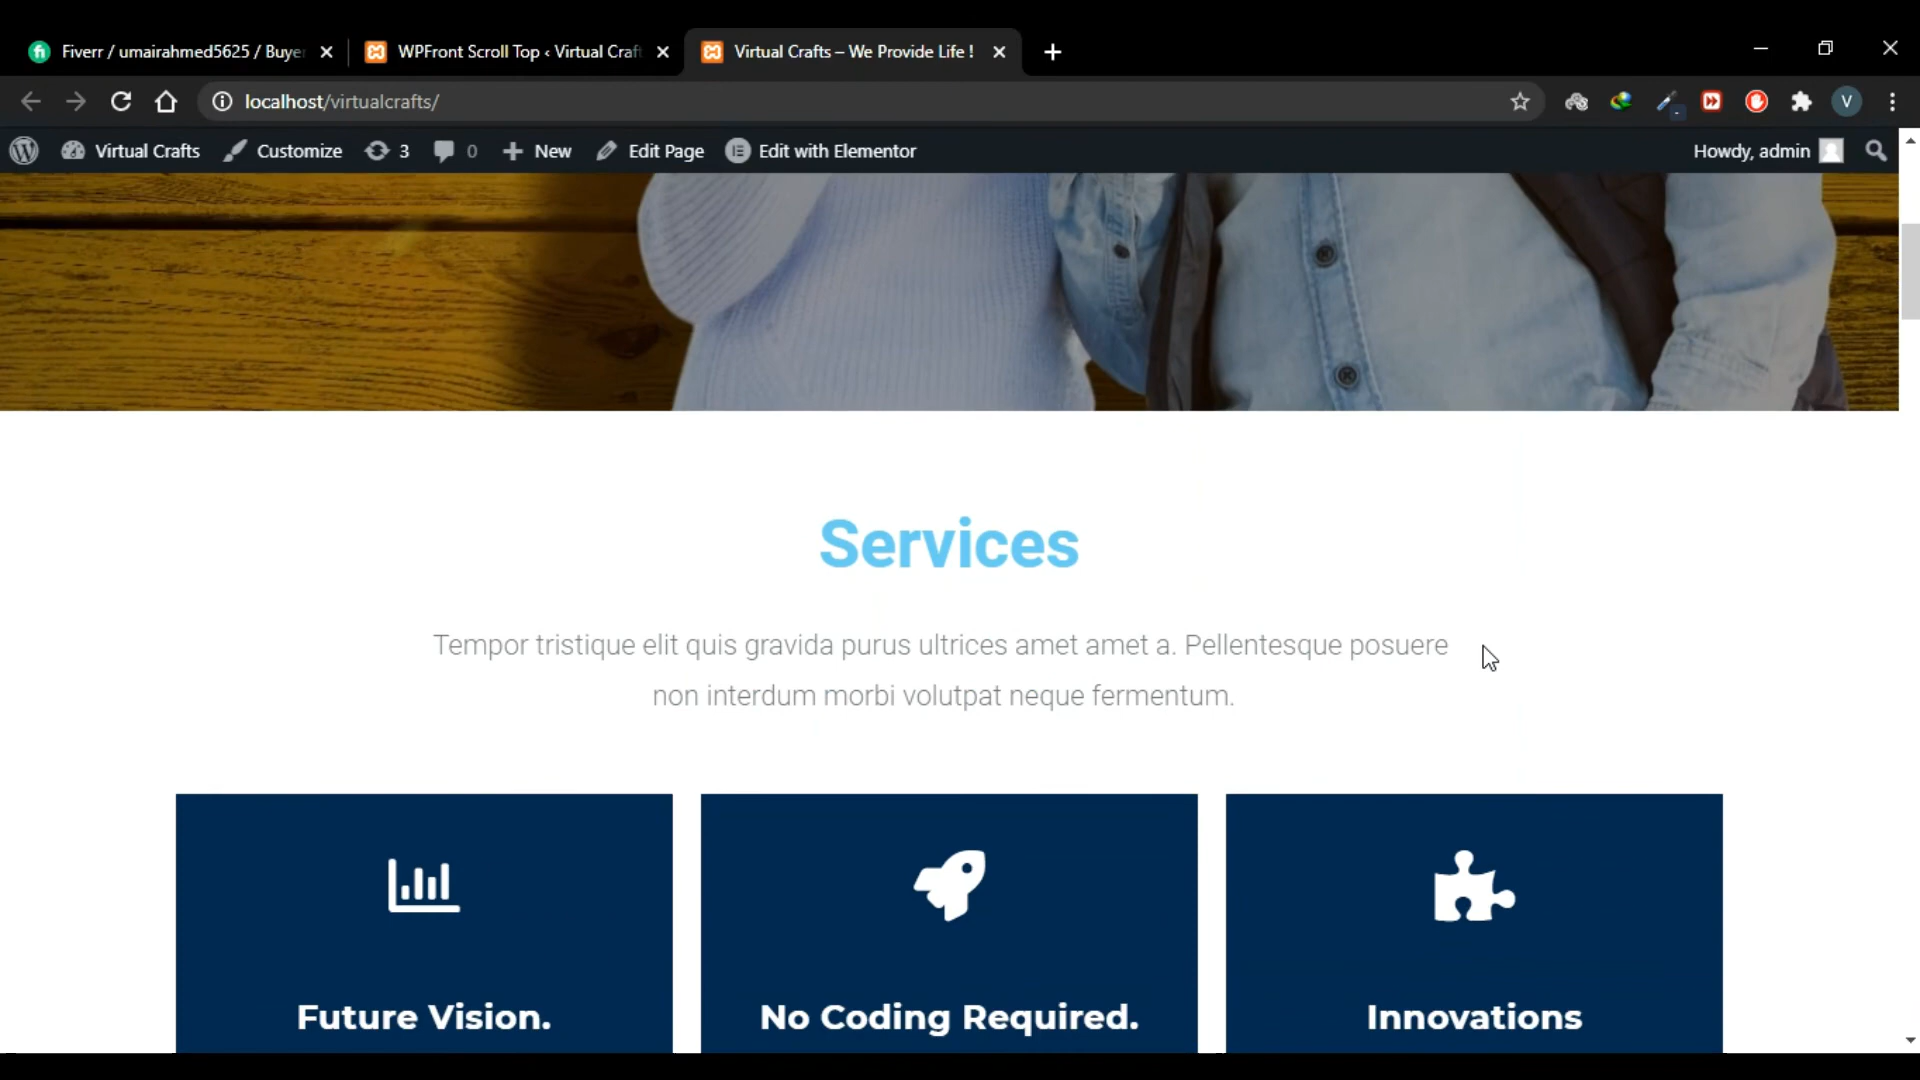 Fiverr / umairahmed5625 / Buye
WPFront Scroll Top ‹ Virtual Craf
Virtual Crafts – We Provide Life !
localhost/virtualcrafts/
V
Virtual Crafts
Customize
3
0
New
Edit Page
Edit with Elementor
Howdy, admin
Services
Tempor tristique elit quis gravida purus ultrices amet amet a. Pellentesque posuere
non interdum morbi volutpat neque fermentum.
Future Vision.
No Coding Required.
Innovations